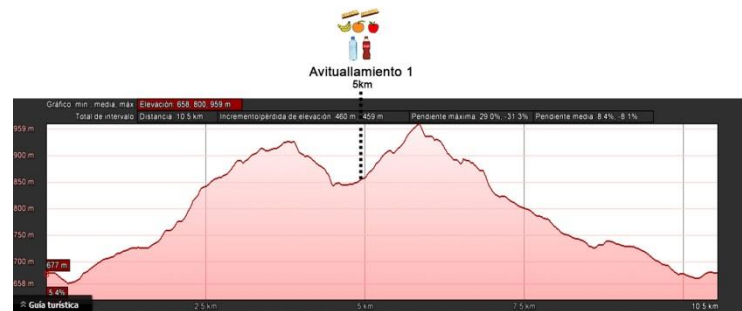 Avituallamiento 1
5km
Gráfico: min., media, máx Elevación: 658, 800, 959 m
Total de intervalo Distancia: 10.5 km Incremento/pérdida de elevación: 460 m, -459 m Pendiente máxima: 29.0%, -31.3% Pendiente media: 8.4%, -8.1%
959 m
900 m
850 m
800 m
750 m
700 m
677 m
658 m
5.4%
Guía turística
2.5 km
5 km
7.5 km
10.5 km